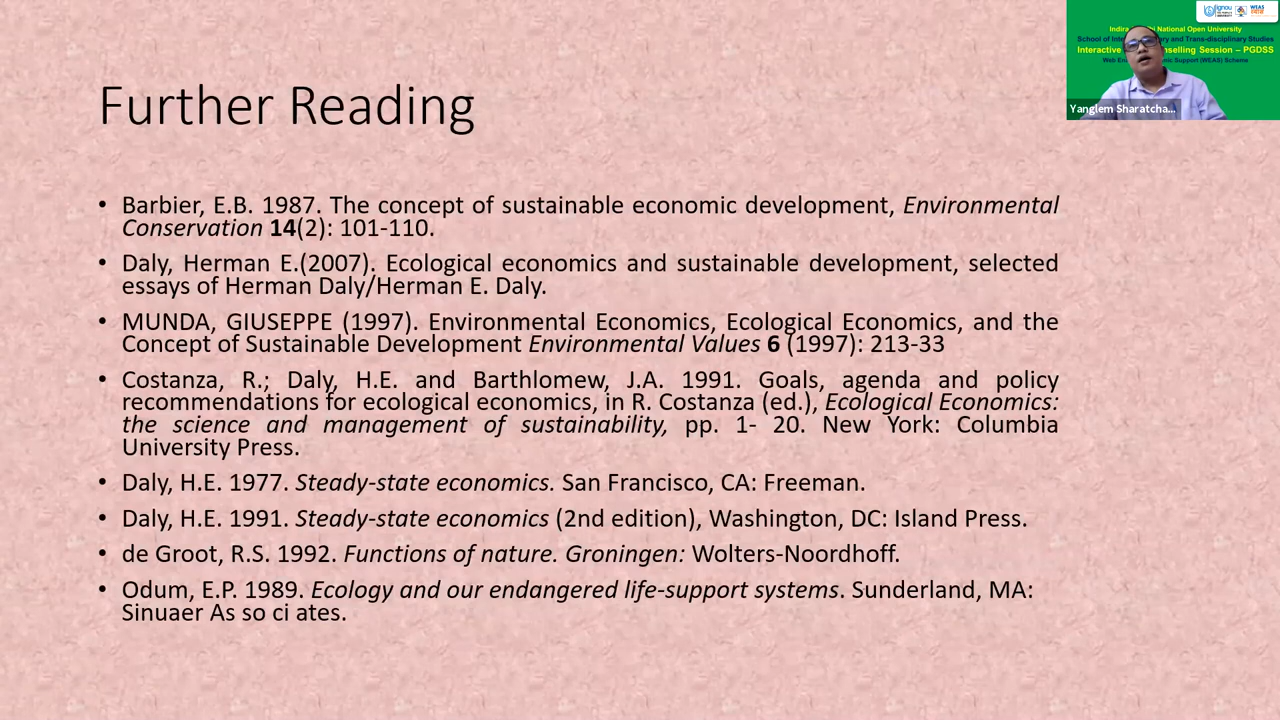 Further Reading
• Barbier, E.B. 1987. The concept of sustainable economic development, Environmental
Conservation 14(2): 101-110.
• Daly, Herman E.(2007). Ecological economics and sustainable development, selected
essays of Herman Daly/Herman E. Daly.
• MUNDA, GIUSEPPE (1997). Environmental Economics, Ecological Economics, and the
Concept of Sustainable Development Environmental Values 6 (1997): 213-33
• Costanza, R.; Daly, H.E. and Barthlomew, J.A. 1991. Goals, agenda and policy
recommendations for ecological economics, in R. Costanza (ed.), Ecological Economics:
the science and management of sustainability, pp. 1- 20. New York: Columbia
University Press.
• Daly, H.E. 1977. Steady-state economics. San Francisco, CA: Freeman.
• Daly, H.E. 1991. Steady-state economics (2nd edition), Washington, DC: Island Press.
• de Groot, R.S. 1992. Functions of nature. Groningen: Wolters-Noordhoff.
• Odum, E.P. 1989. Ecology and our endangered life-support systems. Sunderland, MA:
Sinuaer As so ci ates.
ignou WEAS
Indira National Open University
School of and Trans-disciplinary Studies
Interactive Session – PGDSS
Web Support (WEAS) Scheme
Yanglem Sharatcha...